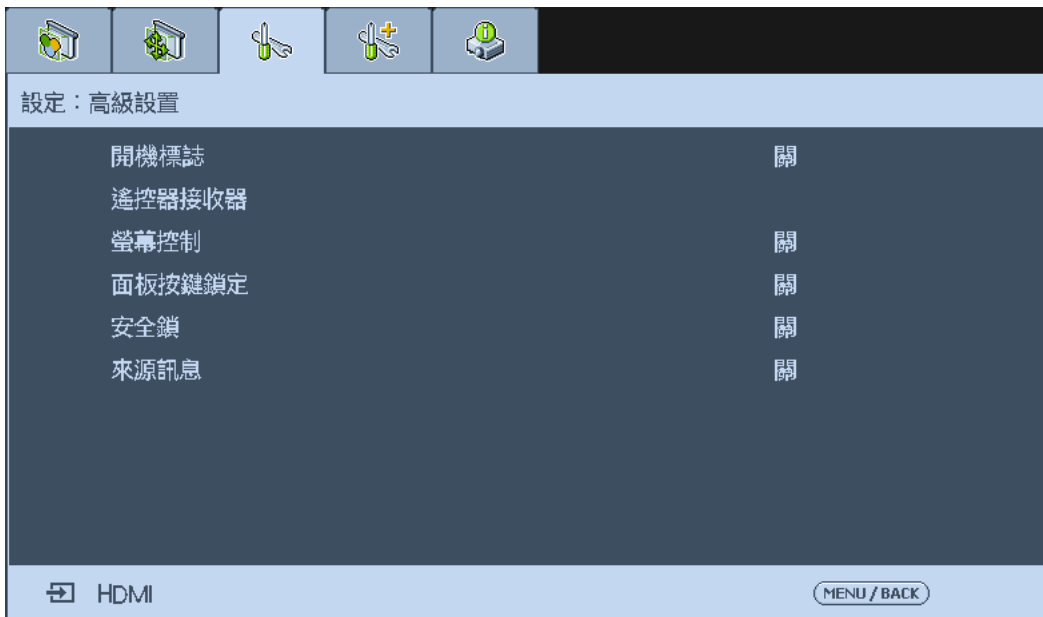 設定：高級設置
開機標誌 關
遙控器接收器
螢幕控制 關
面板按鍵鎖定 關
安全鎖 關
來源訊息 關
HDMI MENU / BACK